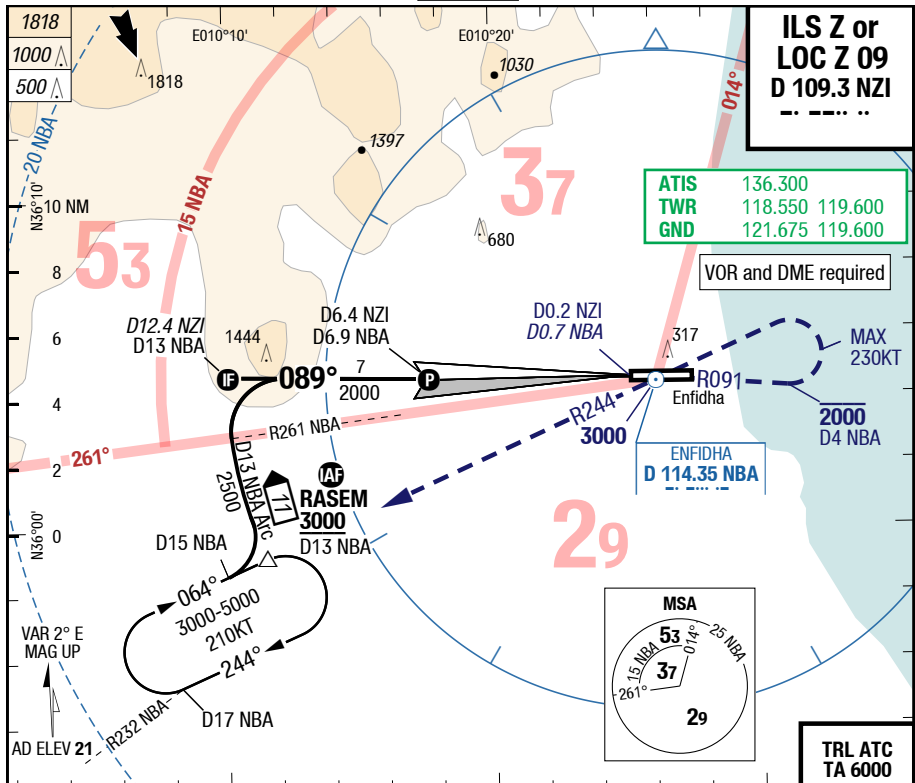 1818
1000
500
1818
E010°10'
E010°20'
1030
1397
680
ILS Z or
LOC Z 09
D 109.3 NZI
ATIS 136.300
TWR 118.550 119.600
GND 121.675 119.600
VOR and DME required
20 NBA
15 NBA
014°
53
37
29
N36°10'
10 NM
8
6
4
2
0
N36°00'
D12.4 NZI
D13 NBA
1444
IF
089°
7
2000
D6.4 NZI
D6.9 NBA
P
D0.2 NZI
D0.7 NBA
317
MAX
230KT
R091
Enfidha
2000
D4 NBA
R244
3000
ENFIDHA
D 114.35 NBA
261°
R261 NBA
D13 NBA Arc
2500
11
IAF
RASEM
3000
D13 NBA
D15 NBA
064°
3000-5000
210KT
244°
D17 NBA
R232 NBA
VAR 2° E
MAG UP
AD ELEV 21
MSA
53
15 NBA
014°
25 NBA
37
261°
29
TRL ATC
TA 6000